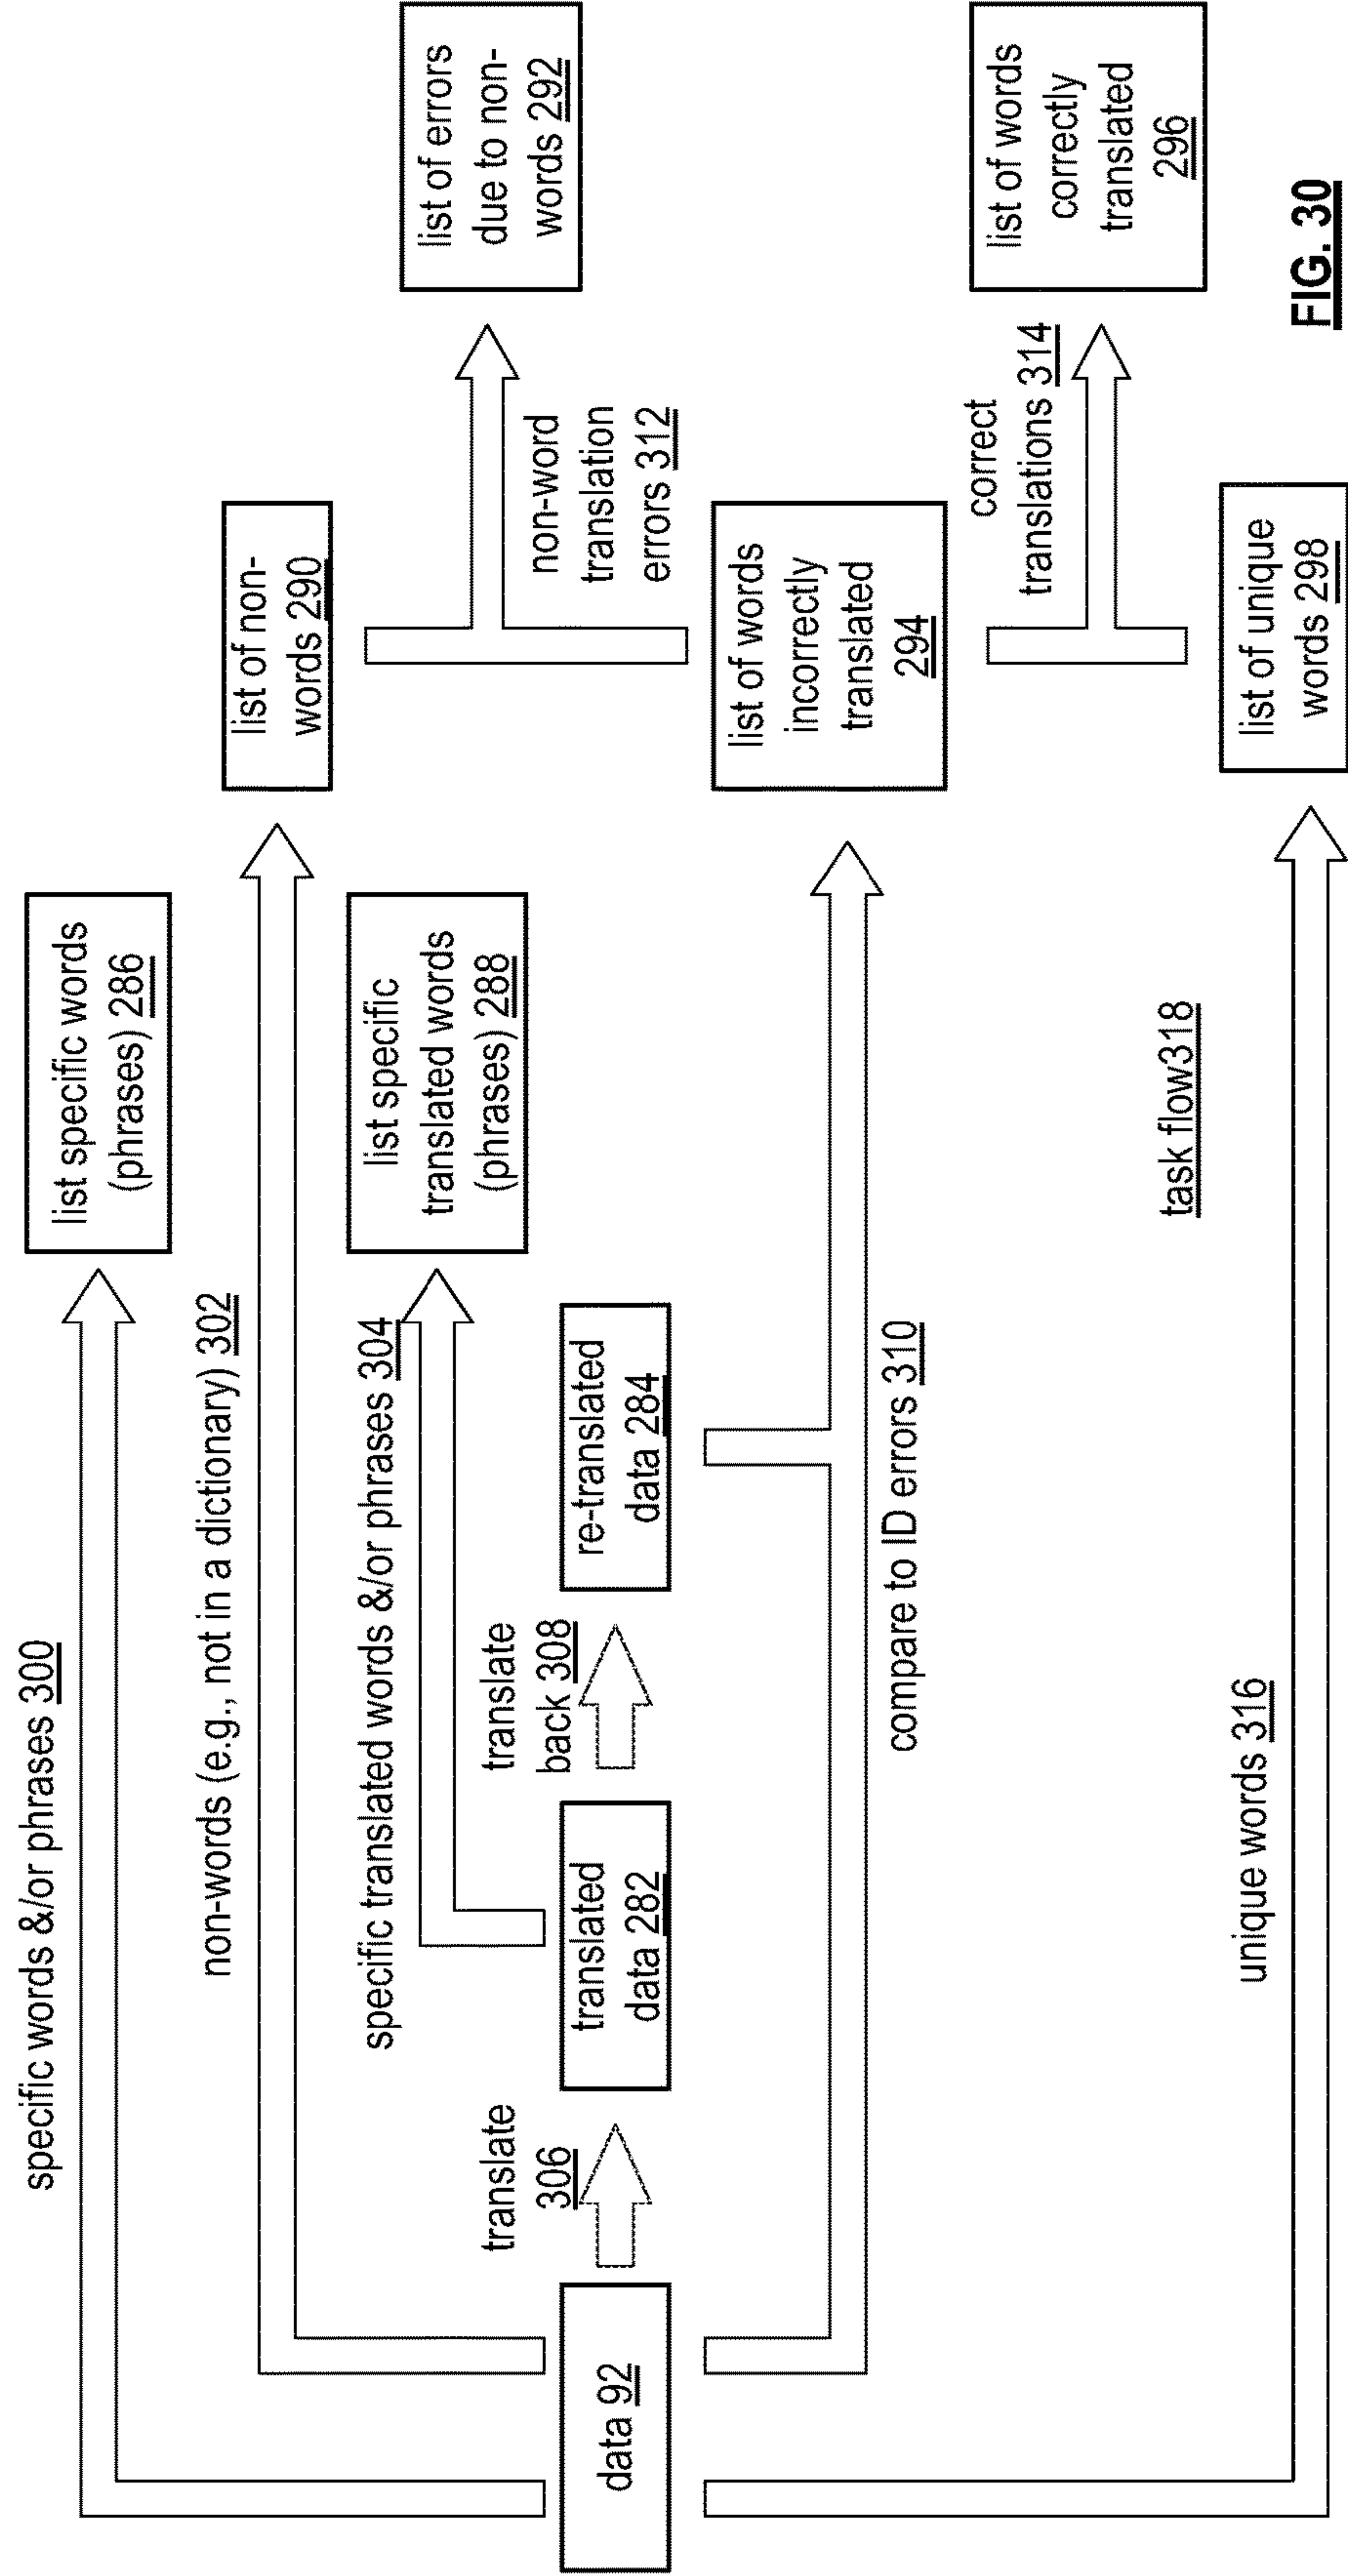 specific words &/or phrases 300
list specific words
(phrases) 286
non-words (e.g., not in a dictionary) 302
list of non-
words 290
list of errors
due to non-
words 292
specific translated words &/or phrases 304
list specific
translated words
(phrases) 288
non-word
translation
errors 312
data 92
translate
306
translated
data 282
translate
back 308
re-translated
data 284
list of words
incorrectly
translated
294
compare to ID errors 310
correct
translations 314
list of words
correctly
translated
296
task flow318
unique words 316
list of unique
words 298
FIG. 30